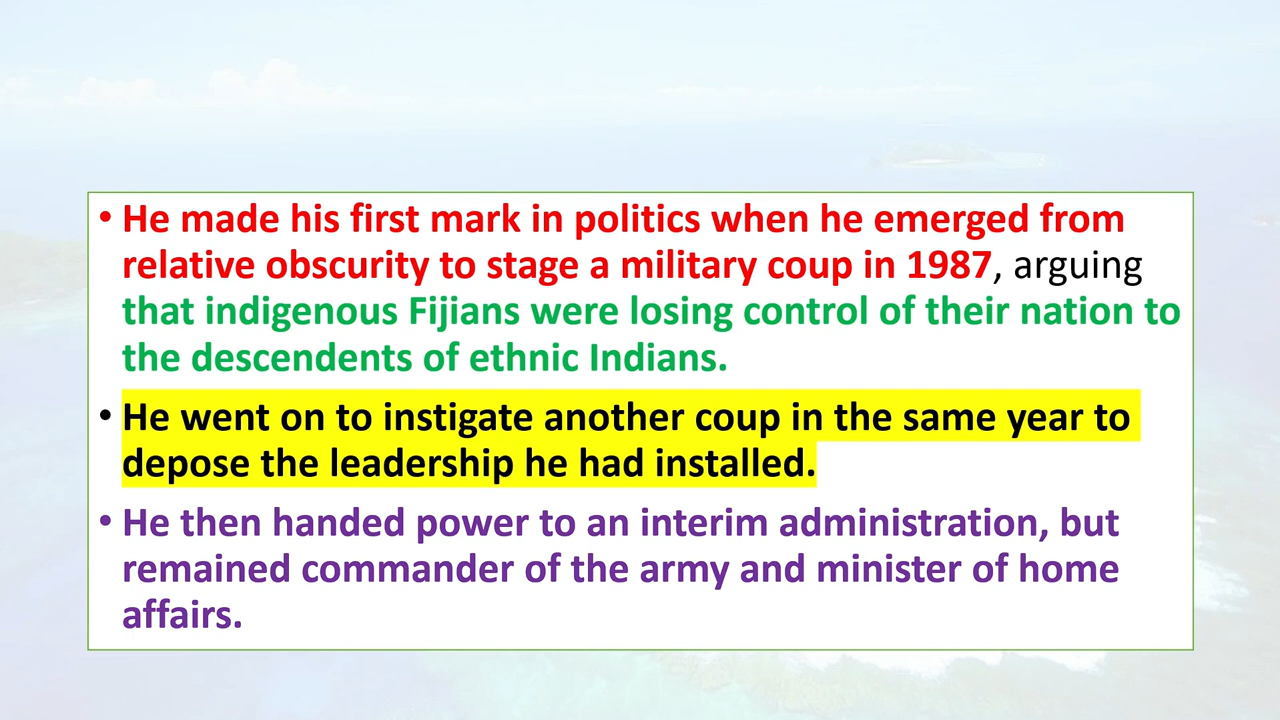 • He made his first mark in politics when he emerged from
relative obscurity to stage a military coup in 1987, arguing
that indigenous Fijians were losing control of their nation to
the descendents of ethnic Indians.
• He went on to instigate another coup in the same year to
depose the leadership he had installed.
• He then handed power to an interim administration, but
remained commander of the army and minister of home
affairs.